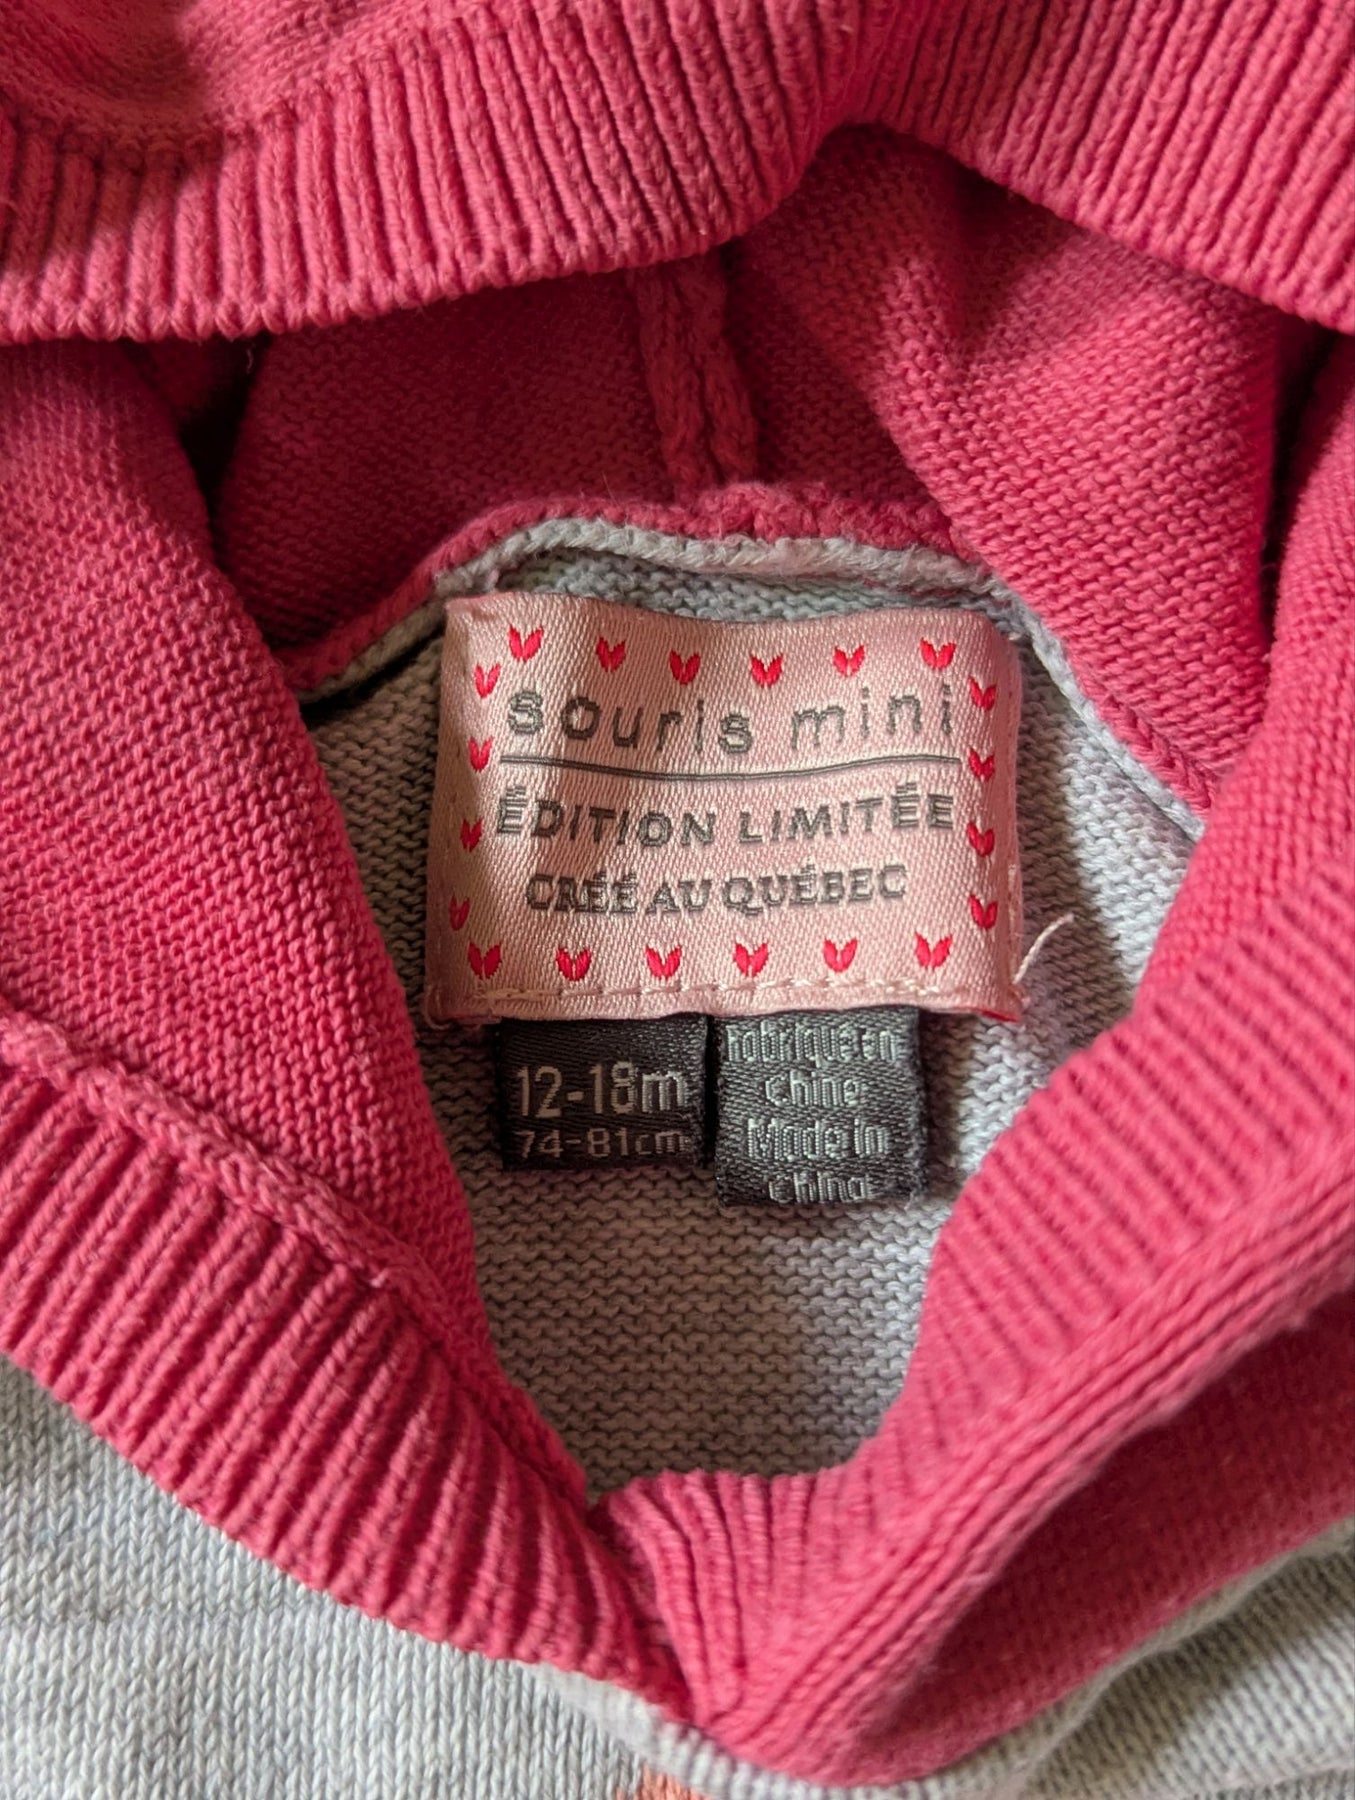 souris mini
ÉDITION LIMITÉE
CRÉÉ AU QUÉBEC
12-18m
74-81cm
Fabriqué en
Chine
Made in
China